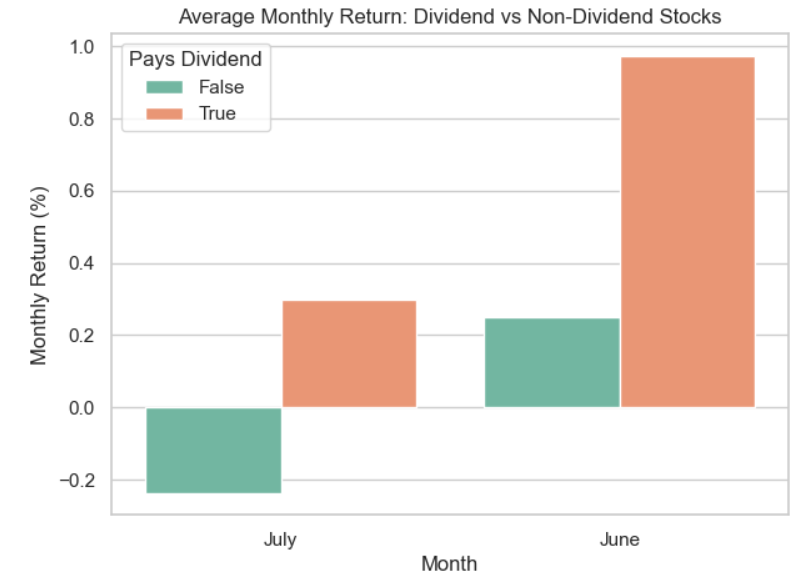 Average Monthly Return: Dividend vs Non-Dividend Stocks
Pays Dividend
False
True
Monthly Return (%)
1.0
0.8
0.6
0.4
0.2
0.0
−0.2
July
June
Month